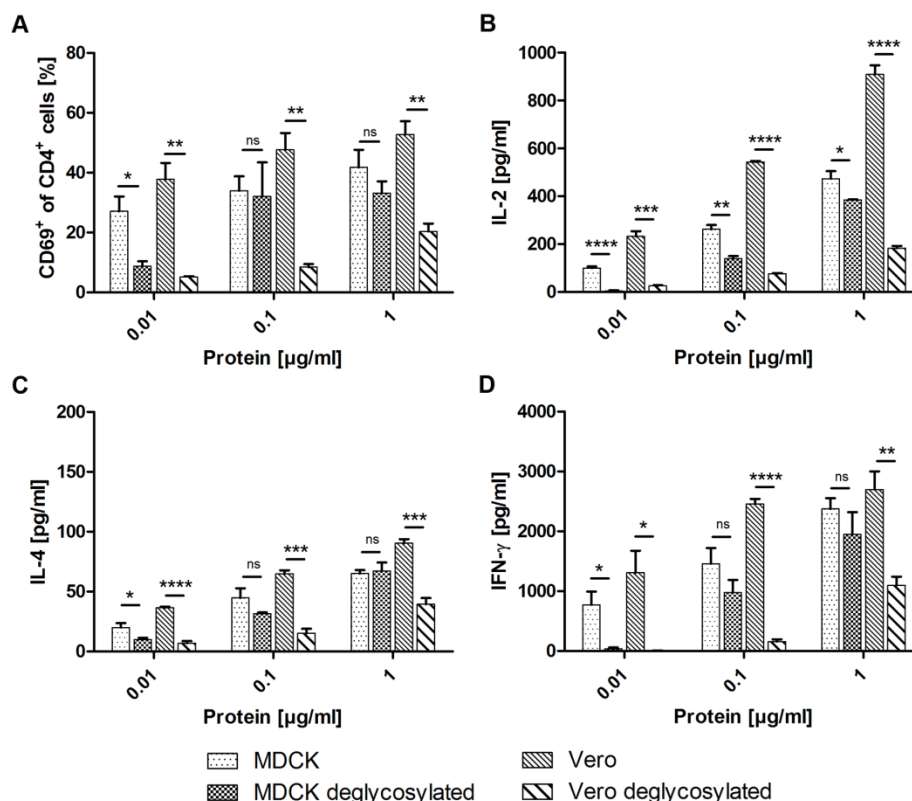 A
CD69+ of CD4+ cells [%]
80
60
40
20
0
* ** ns ** ns **
0.01 0.1 1
Protein [µg/ml]
B
IL-2 [pg/ml]
1000
800
600
400
200
0
**** *** ** **** * ****
0.01 0.1 1
Protein [µg/ml]
C
IL-4 [pg/ml]
200
150
100
50
0
* **** ns *** ns ***
0.01 0.1 1
Protein [µg/ml]
D
IFN-γ [pg/ml]
4000
3000
2000
1000
0
* * ns **** ns **
0.01 0.1 1
Protein [µg/ml]
MDCK
MDCK deglycosylated
Vero
Vero deglycosylated